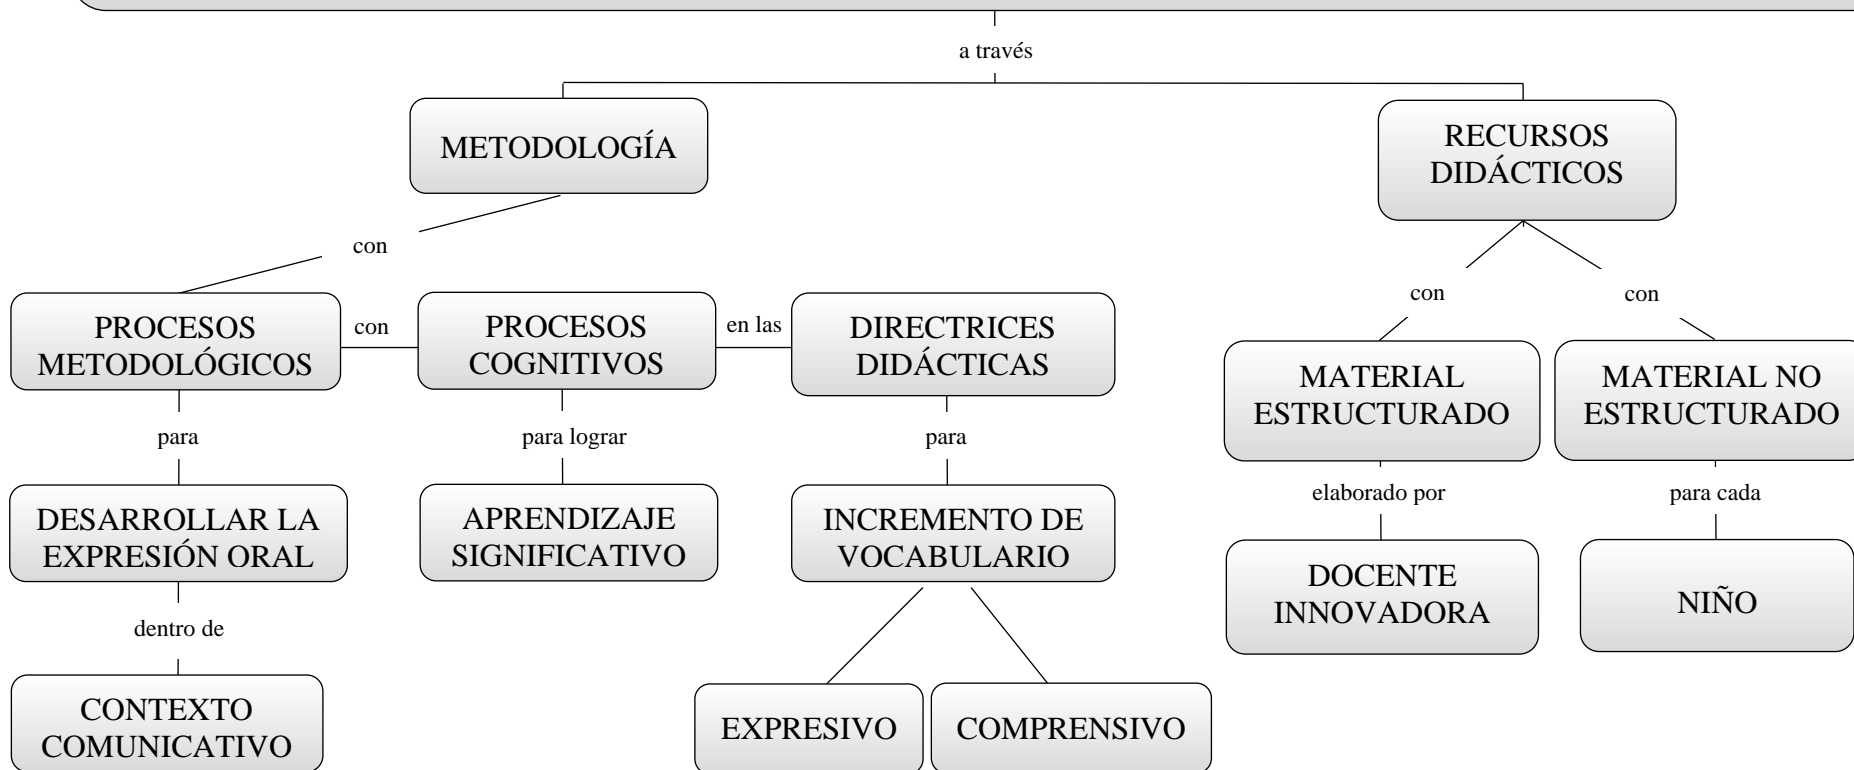 a través
METODOLOGÍA
RECURSOS
DIDÁCTICOS
con
con
con
PROCESOS
METODOLÓGICOS
con
PROCESOS
COGNITIVOS
en las
DIRECTRICES
DIDÁCTICAS
MATERIAL
ESTRUCTURADO
MATERIAL NO
ESTRUCTURADO
para
para lograr
para
elaborado por
para cada
DESARROLLAR LA
EXPRESIÓN ORAL
APRENDIZAJE
SIGNIFICATIVO
INCREMENTO DE
VOCABULARIO
DOCENTE
INNOVADORA
NIÑO
dentro de
CONTEXTO
COMUNICATIVO
EXPRESIVO
COMPRENSIVO